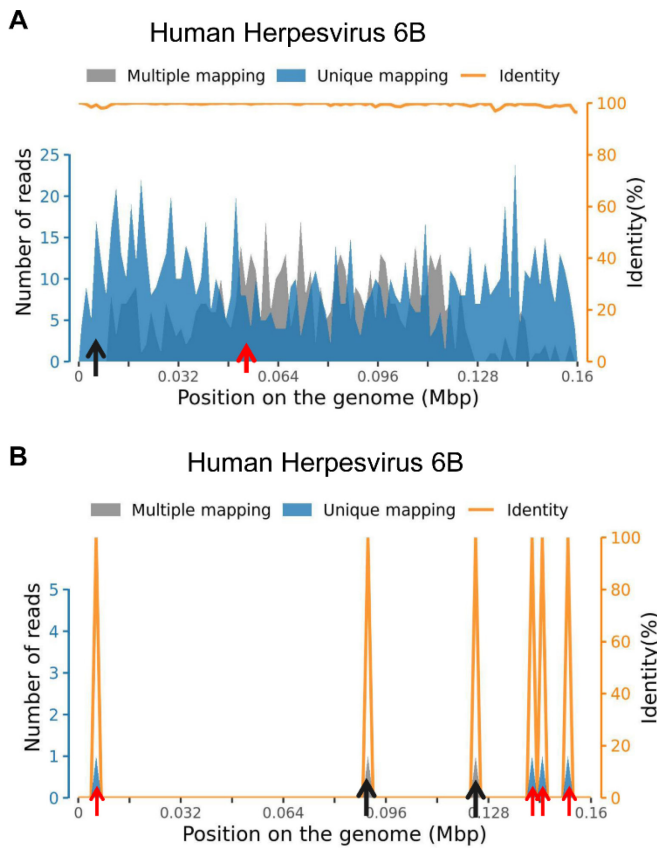 A
Human Herpesvirus 6B
Multiple mapping Unique mapping Identity
Number of reads
25
20
15
10
5
0
100
80
60
40
20
0
Identity(%)
0 0.032 0.064 0.096 0.128 0.16
Position on the genome (Mbp)
B
Human Herpesvirus 6B
Multiple mapping Unique mapping Identity
Number of reads
5
4
3
2
1
0
100
80
60
40
20
0
Identity(%)
0 0.032 0.064 0.096 0.128 0.16
Position on the genome (Mbp)